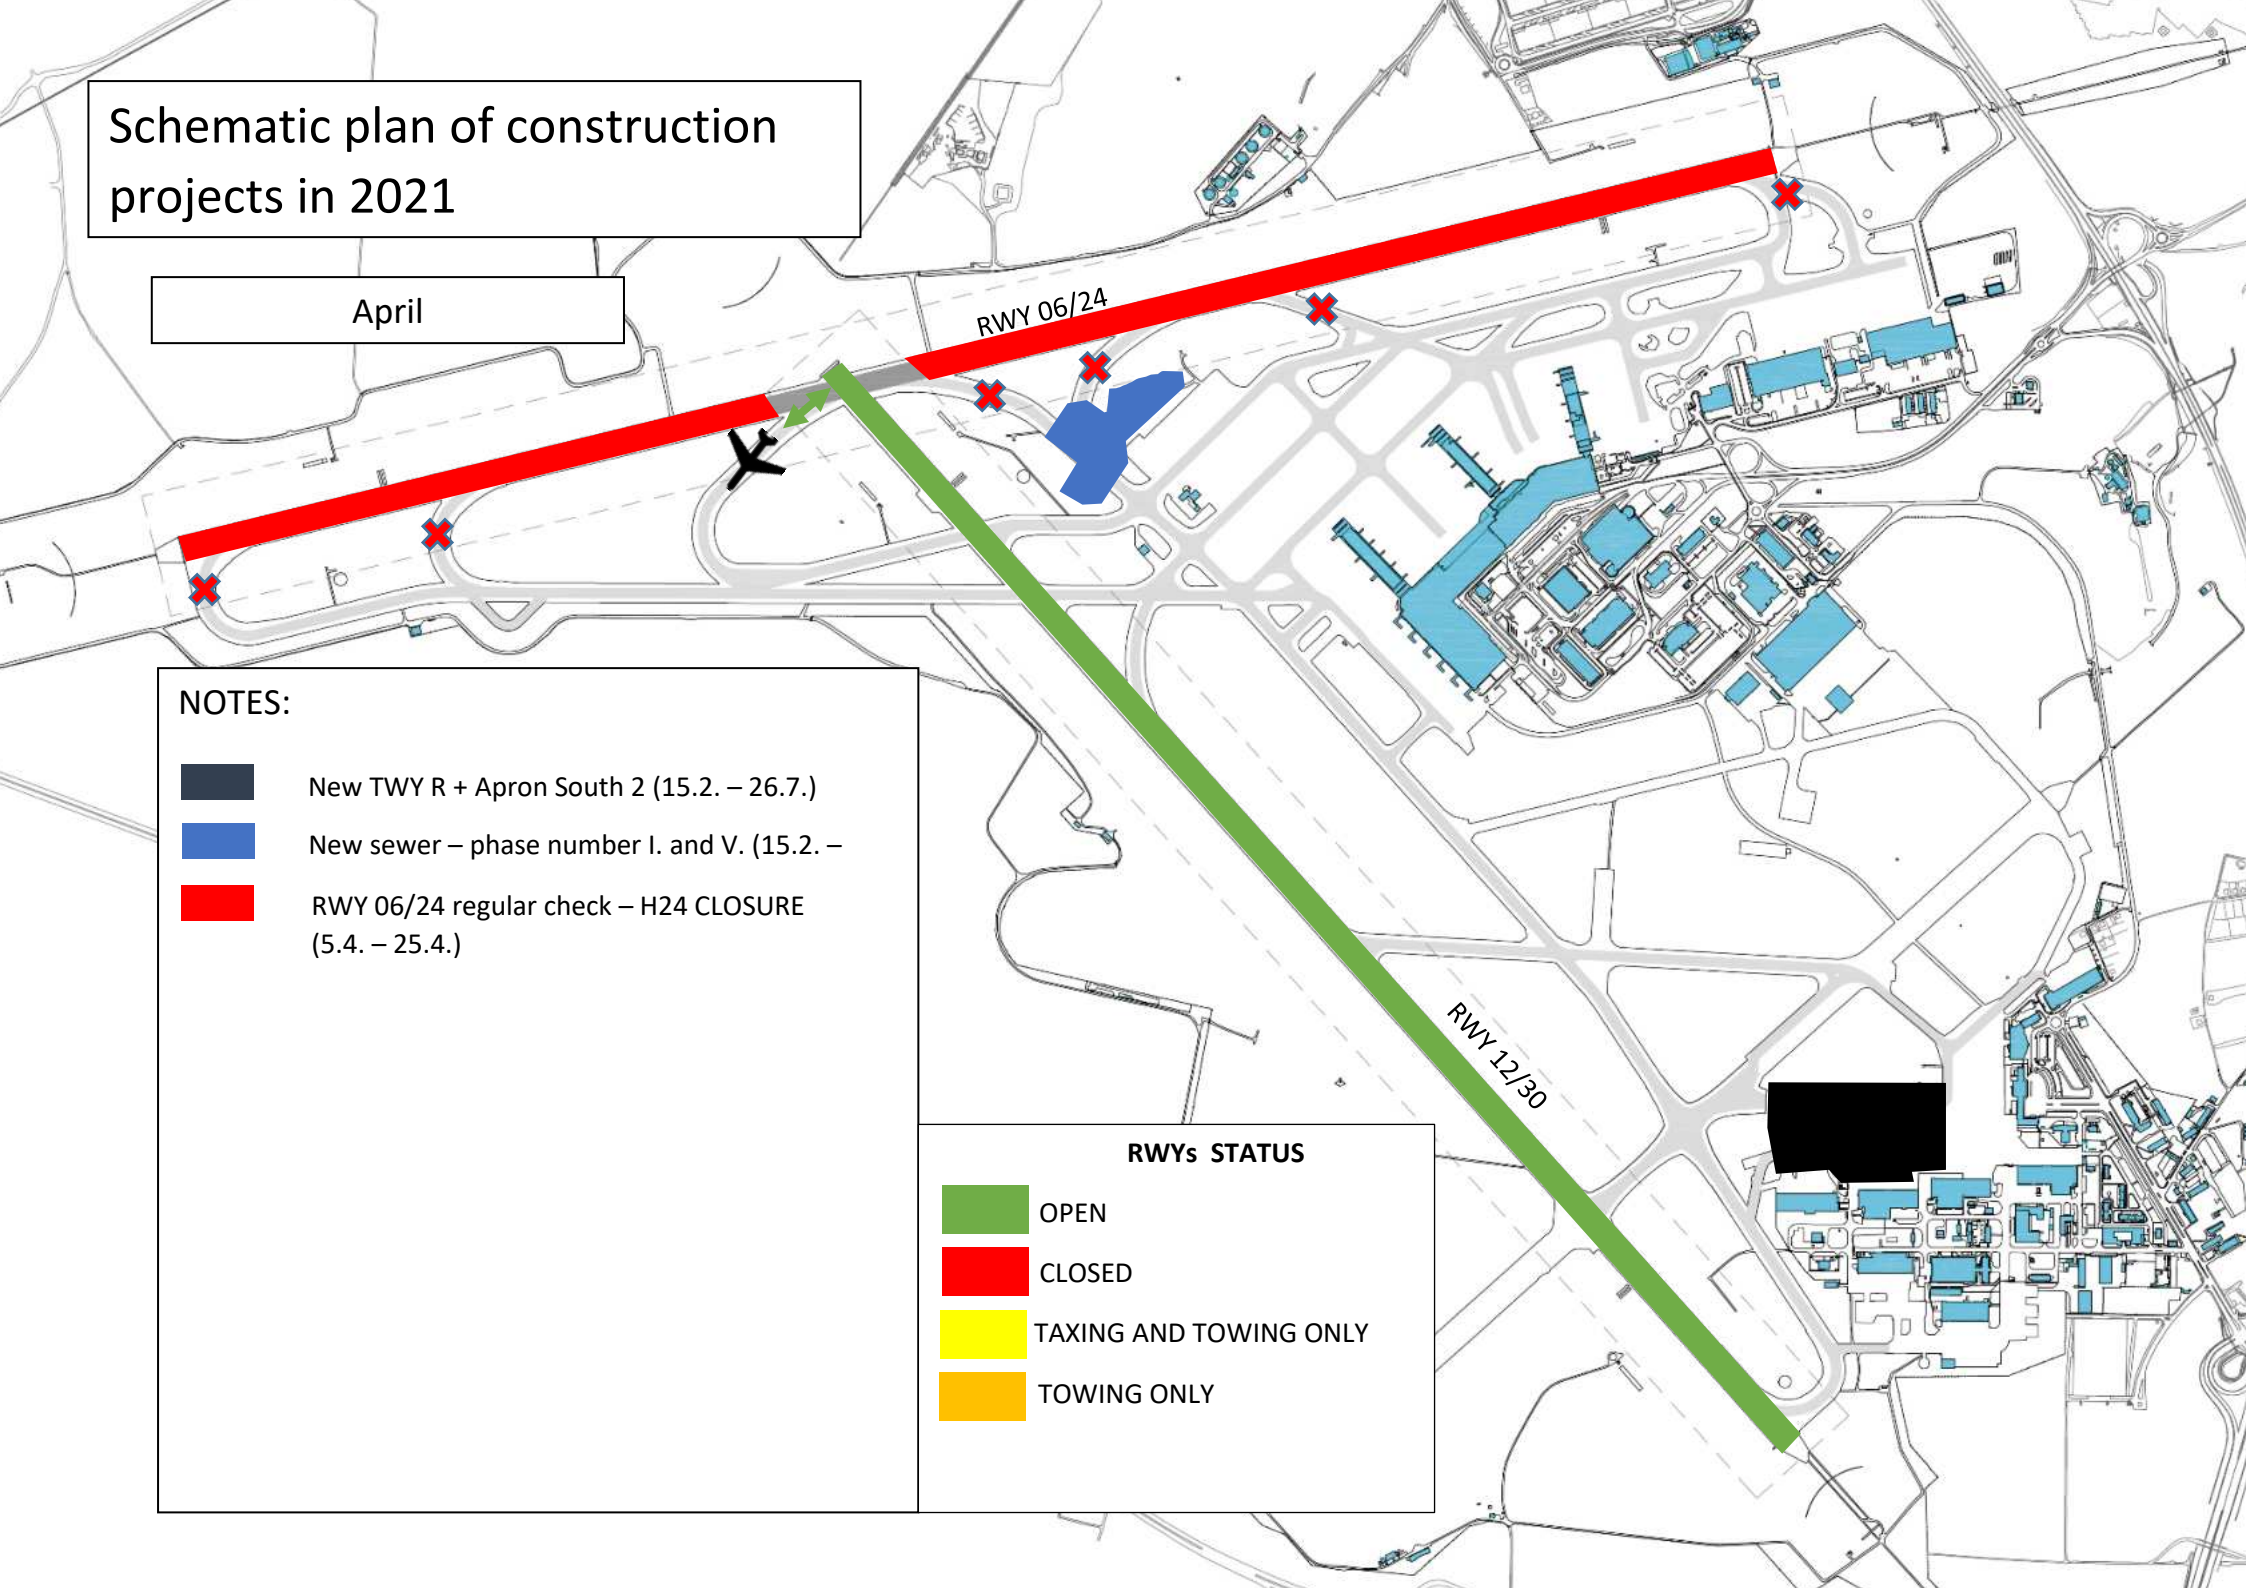 Schematic plan of construction
projects in 2021
April
RWY 06/24
NOTES:
New TWY R + Apron South 2 (15.2. – 26.7.)
New sewer – phase number I. and V. (15.2. –
RWY 06/24 regular check – H24 CLOSURE
(5.4. – 25.4.)
RWY 12/30
RWYs STATUS
OPEN
CLOSED
TAXING AND TOWING ONLY
TOWING ONLY